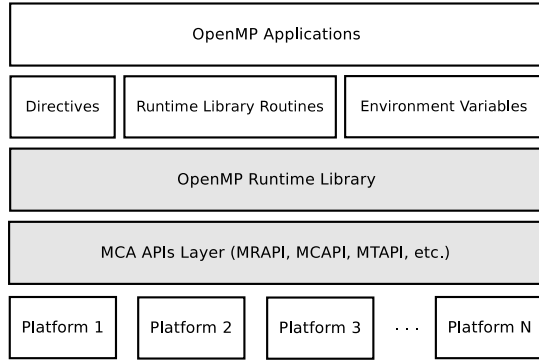 OpenMP Applications
Directives Runtime Library Routines Environment Variables
OpenMP Runtime Library
MCA APIs Layer (MRAPI, MCAPI, MTAPI, etc.)
Platform 1 Platform 2 Platform 3 . . . Platform N